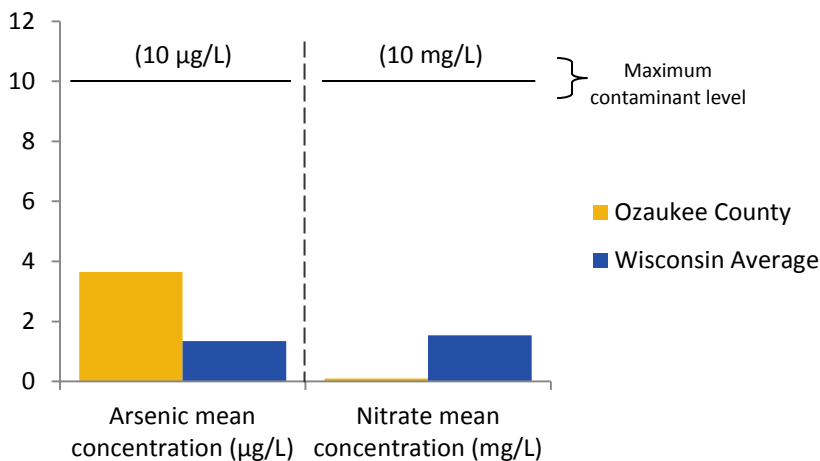 12
10
8
6
4
2
0
(10 µg/L)
(10 mg/L)
Maximum
contaminant level
Ozaukee County
Wisconsin Average
Arsenic mean
concentration (µg/L)
Nitrate mean
concentration (mg/L)